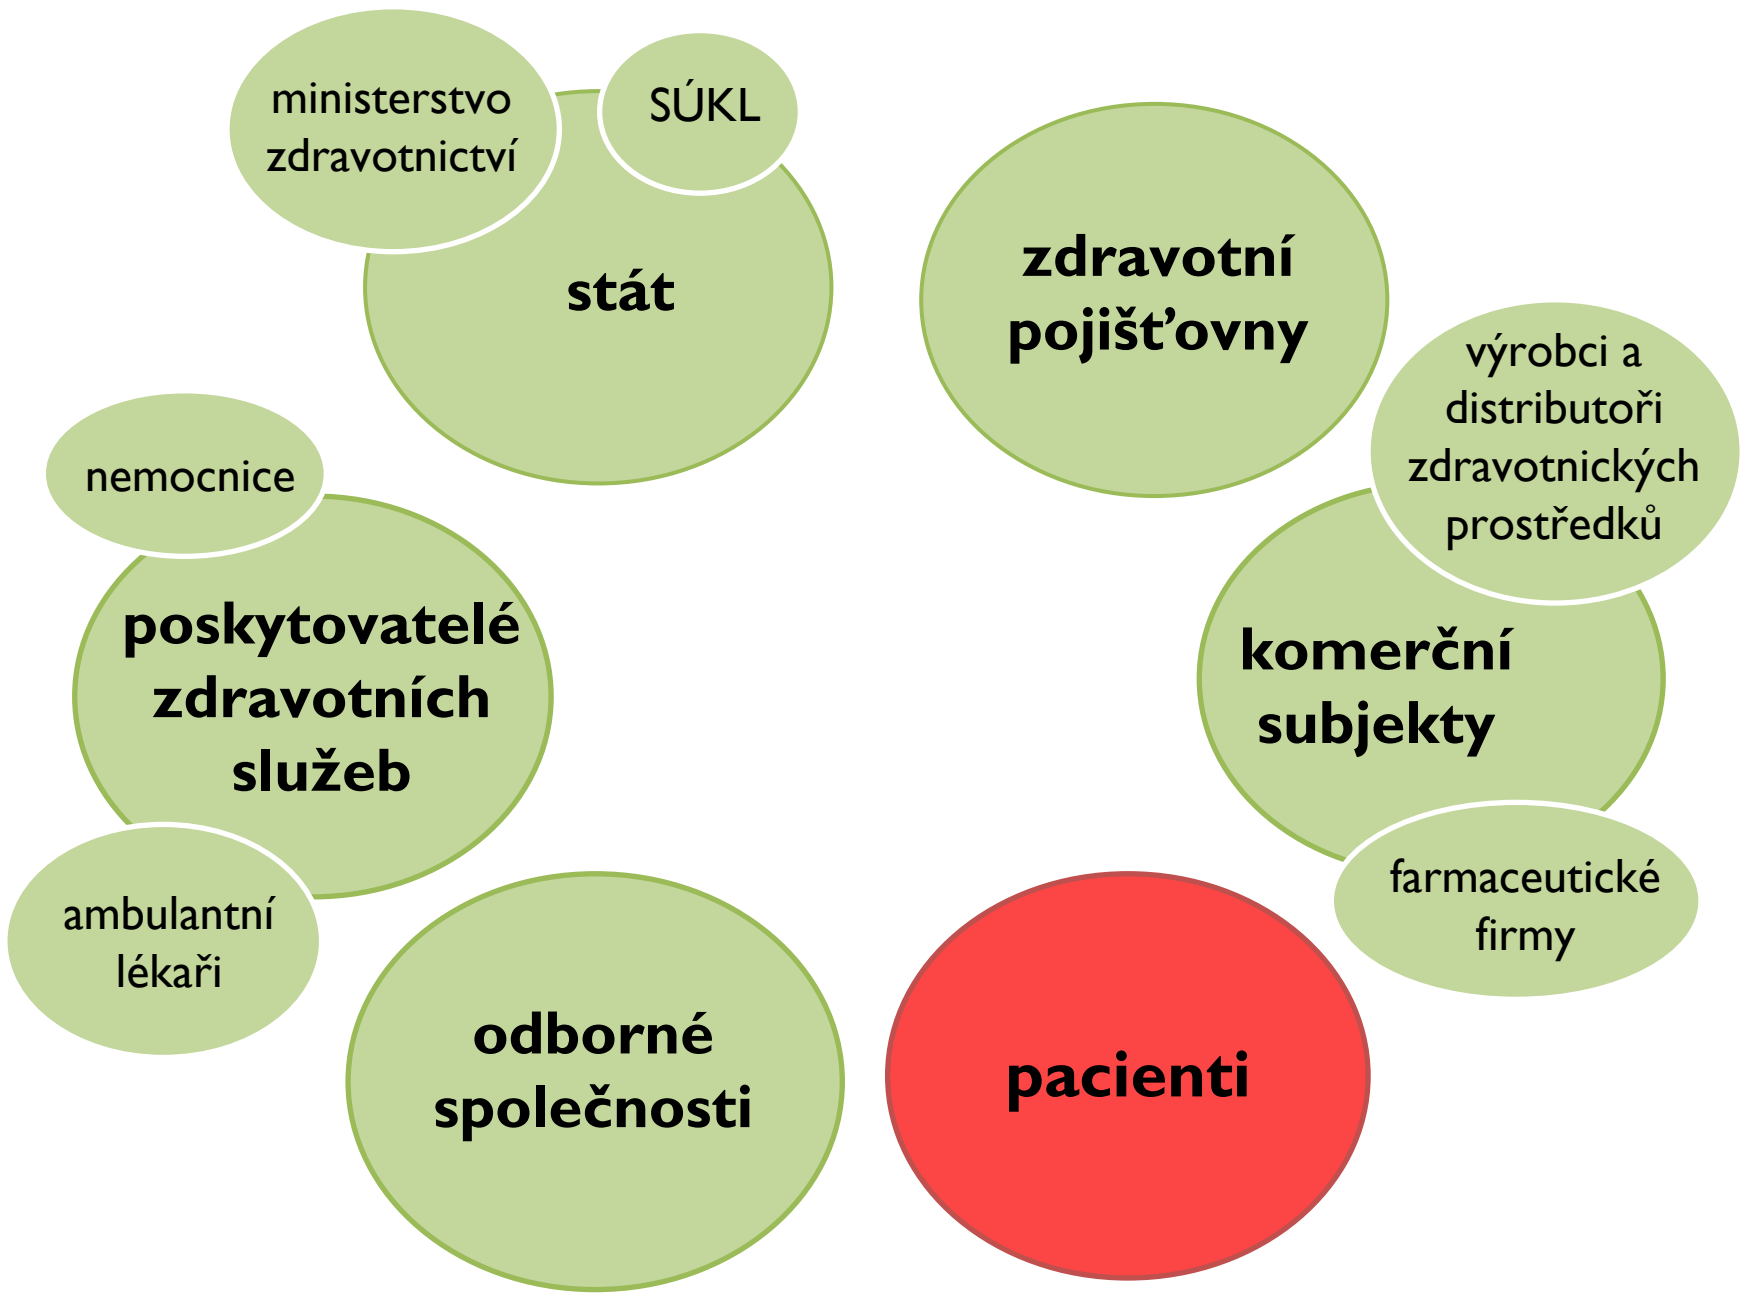 ministerstvo
zdravotnictví
SÚKL
stát
zdravotní
pojišťovny
výrobci a
distributoři
zdravotnických
prostředků
nemocnice
poskytovatelé
zdravotních
služeb
komerční
subjekty
ambulantní
lékaři
farmaceutické
firmy
odborné
společnosti
pacienti